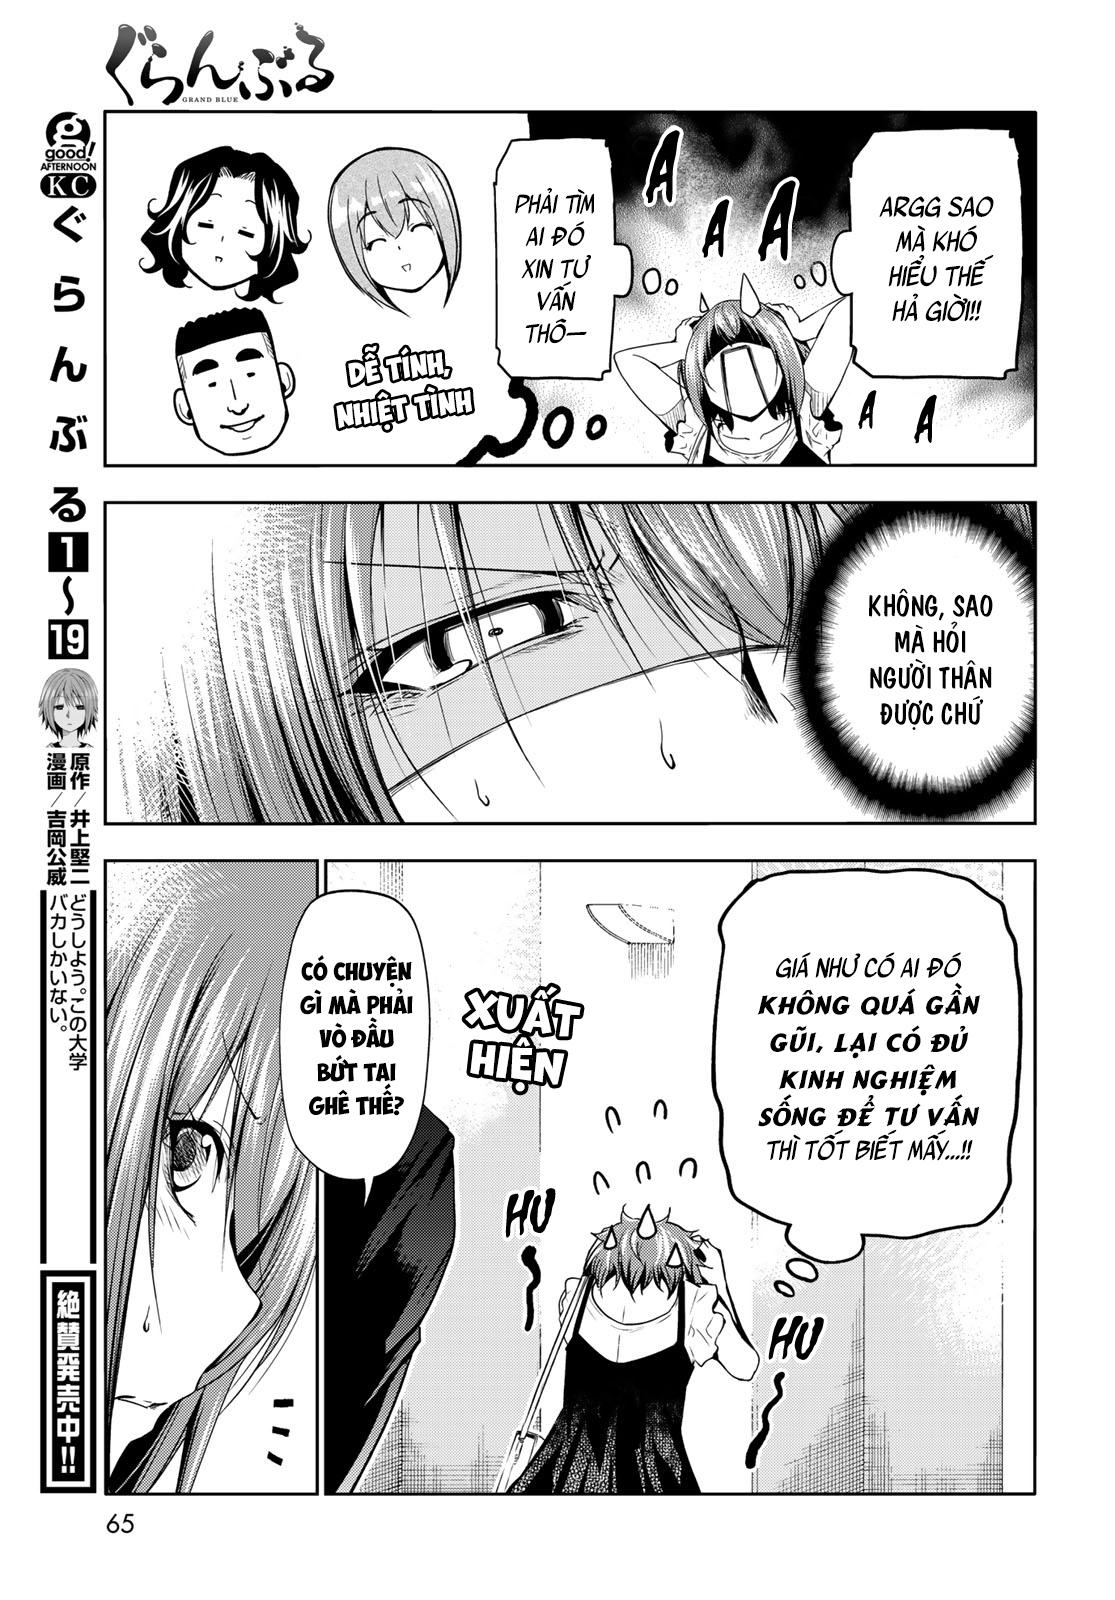 ぐらんぶる
GRAND BLUE
good!
AFTERNOON
KC
ぐらんぶる
1〜19
原作/井上堅二
漫画/吉岡公威
どうしよう。この大学
バカしかいない。
絶賛発売中!!
ARGG SAO
MÀ KHÓ
HIỂU THẾ
HẢ GIỜI!!
A
A
A
A
A
A
PHẢI TÌM
AI ĐÓ
XIN TƯ
VẤN
THÔ—
DỄ TÍNH,
NHIỆT TÌNH
KHÔNG, SAO
MÀ HỎI
NGƯỜI THÂN
ĐƯỢC CHỨ
GIÁ NHƯ CÓ AI ĐÓ
KHÔNG QUÁ GẦN
GŨI, LẠI CÓ ĐỦ
KINH NGHIỆM
SỐNG ĐỂ TƯ VẤN
THÌ TỐT BIẾT MẤY...!!
XUẤT
HIỆN
HU
HU
CÓ CHUYỆN
GÌ MÀ PHẢI
VÒ ĐẦU
BỨT TAI
GHÊ THẾ?
65